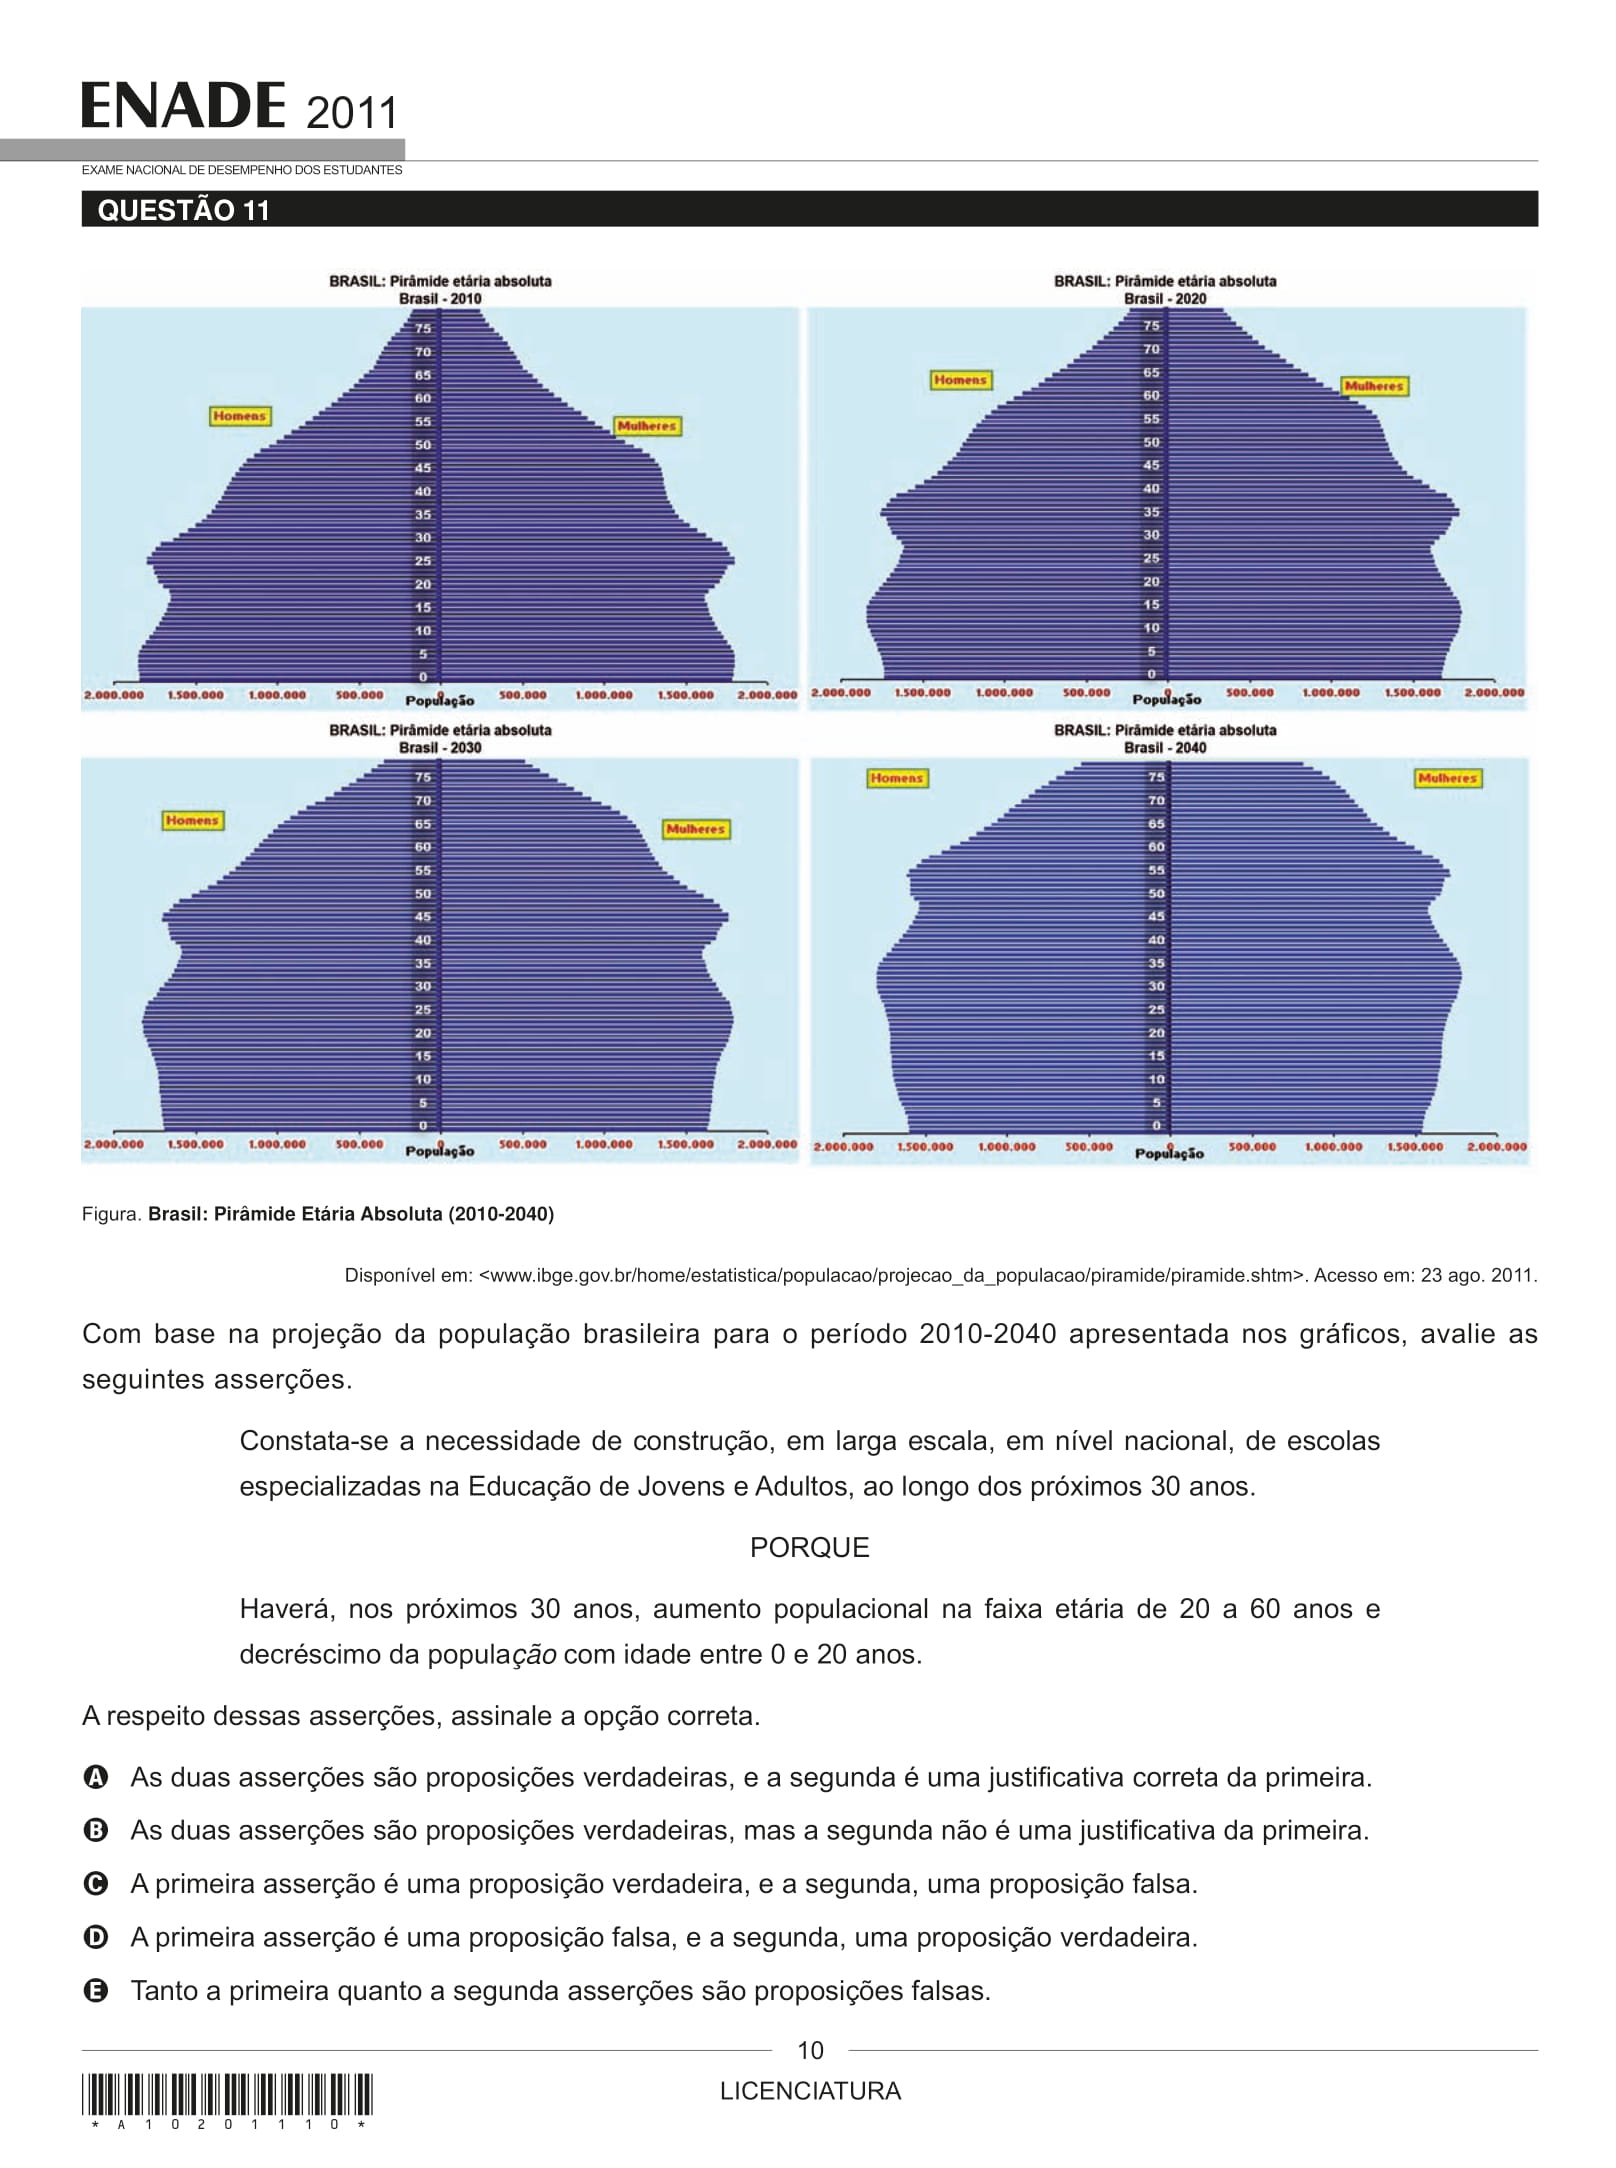 ENADE 2011
EXAME NACIONAL DE DESEMPENHO DOS ESTUDANTES
QUESTÃO 11
BRASIL: Pirâmide etária absoluta
Brasil - 2010
Homens
Mulheres
75
70
65
60
55
50
45
40
35
30
25
20
15
10
5
0
2.000.000 1.500.000 1.000.000 500.000 0 500.000 1.000.000 1.500.000 2.000.000
População
BRASIL: Pirâmide etária absoluta
Brasil - 2020
Homens
Mulheres
75
70
65
60
55
50
45
40
35
30
25
20
15
10
5
0
2.000.000 1.500.000 1.000.000 500.000 0 500.000 1.000.000 1.500.000 2.000.000
População
BRASIL: Pirâmide etária absoluta
Brasil - 2030
Homens
Mulheres
75
70
65
60
55
50
45
40
35
30
25
20
15
10
5
0
2.000.000 1.500.000 1.000.000 500.000 0 500.000 1.000.000 1.500.000 2.000.000
População
BRASIL: Pirâmide etária absoluta
Brasil - 2040
Homens
Mulheres
75
70
65
60
55
50
45
40
35
30
25
20
15
10
5
0
2.000.000 1.500.000 1.000.000 500.000 0 500.000 1.000.000 1.500.000 2.000.000
População
Figura. Brasil: Pirâmide Etária Absoluta (2010-2040)
Disponível em: <www.ibge.gov.br/home/estatistica/populacao/projecao_da_populacao/piramide/piramide.shtm>. Acesso em: 23 ago. 2011.
Com base na projeção da população brasileira para o período 2010-2040 apresentada nos gráficos, avalie as
seguintes asserções.
Constata-se a necessidade de construção, em larga escala, em nível nacional, de escolas
especializadas na Educação de Jovens e Adultos, ao longo dos próximos 30 anos.
PORQUE
Haverá, nos próximos 30 anos, aumento populacional na faixa etária de 20 a 60 anos e
decréscimo da população com idade entre 0 e 20 anos.
A respeito dessas asserções, assinale a opção correta.
A As duas asserções são proposições verdadeiras, e a segunda é uma justificativa correta da primeira.
B As duas asserções são proposições verdadeiras, mas a segunda não é uma justificativa da primeira.
C A primeira asserção é uma proposição verdadeira, e a segunda, uma proposição falsa.
D A primeira asserção é uma proposição falsa, e a segunda, uma proposição verdadeira.
E Tanto a primeira quanto a segunda asserções são proposições falsas.
10
LICENCIATURA
* A 1 0 2 0 1 1 1 0 *